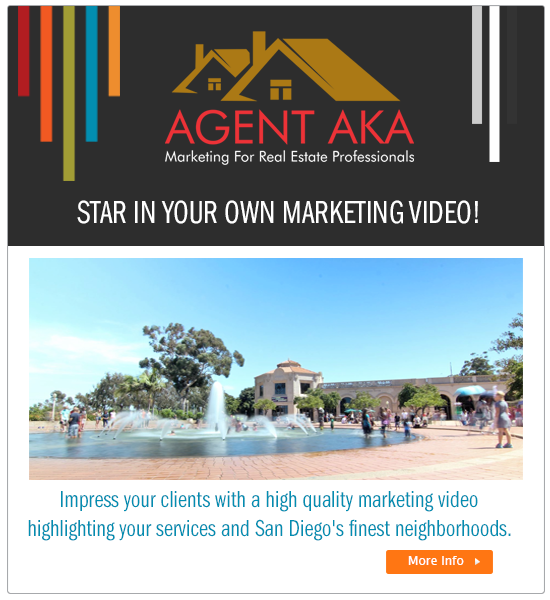 AGENT AKA
Marketing For Real Estate Professionals
STAR IN YOUR OWN MARKETING VIDEO!
Impress your clients with a high quality marketing video
highlighting your services and San Diego's finest neighborhoods.
More Info